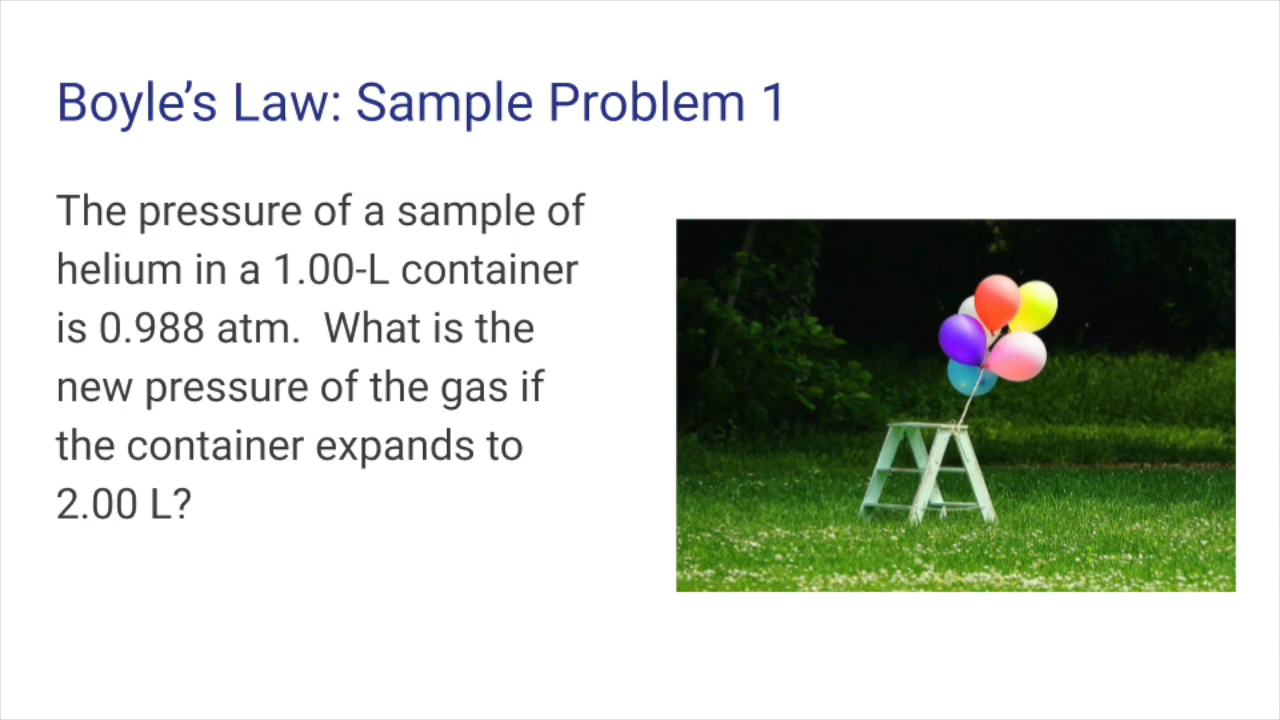 Boyle’s Law: Sample Problem 1
The pressure of a sample of
helium in a 1.00-L container
is 0.988 atm.  What is the
new pressure of the gas if
the container expands to
2.00 L?